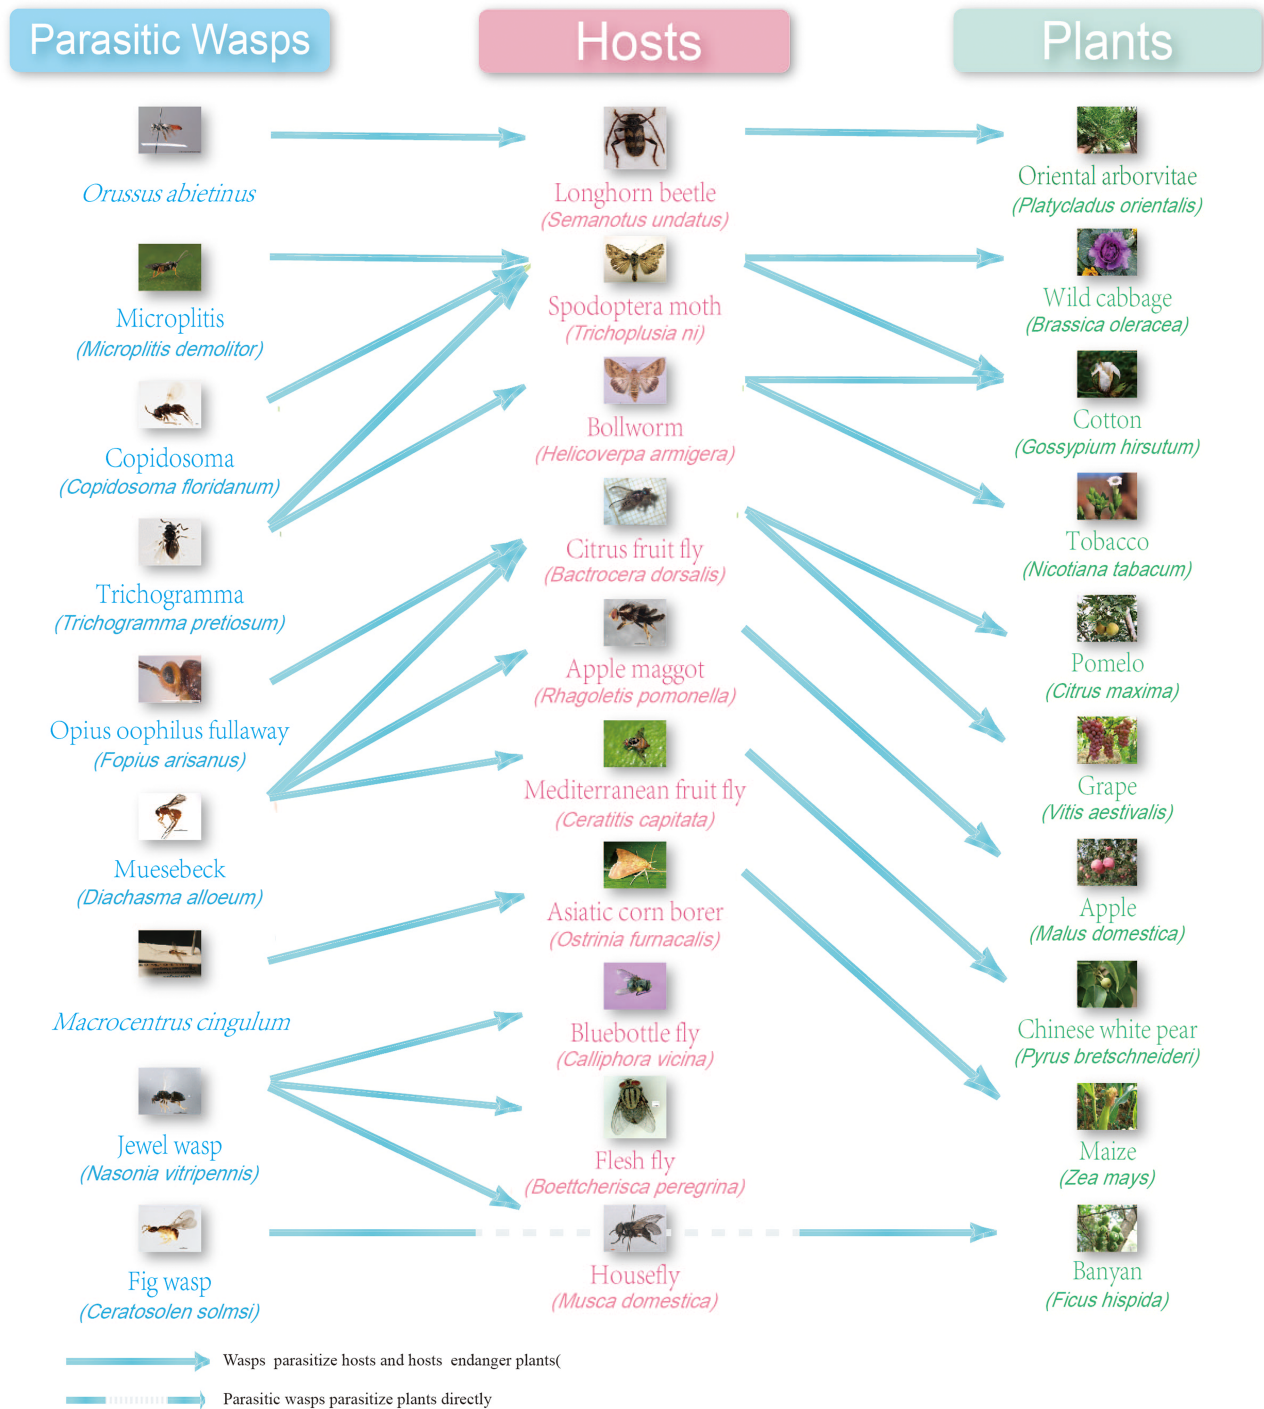 Parasitic Wasps
Hosts
Plants
Orussus abietinus
Microplitis
(Microplitis demolitor)
Copidosoma
(Copidosoma floridanum)
Trichogramma
(Trichogramma pretiosum)
Opius oophilus fullaway
(Fopius arisanus)
Muesebeck
(Diachasma alloeum)
Macrocentrus cingulum
Jewel wasp
(Nasonia vitripennis)
Fig wasp
(Ceratosolen solmsi)
Longhorn beetle
(Semanotus undatus)
Spodoptera moth
(Trichoplusia ni)
Bollworm
(Helicoverpa armigera)
Citrus fruit fly
(Bactrocera dorsalis)
Apple maggot
(Rhagoletis pomonella)
Mediterranean fruit fly
(Ceratitis capitata)
Asiatic corn borer
(Ostrinia furnacalis)
Bluebottle fly
(Calliphora vicina)
Flesh fly
(Boettcherisca peregrina)
Housefly
(Musca domestica)
Oriental arborvitae
(Platycladus orientalis)
Wild cabbage
(Brassica oleracea)
Cotton
(Gossypium hirsutum)
Tobacco
(Nicotiana tabacum)
Pomelo
(Citrus maxima)
Grape
(Vitis aestivalis)
Apple
(Malus domestica)
Chinese white pear
(Pyrus bretschneideri)
Maize
(Zea mays)
Banyan
(Ficus hispida)
Wasps parasitize hosts and hosts endanger plants(
Parasitic wasps parasitize plants directly